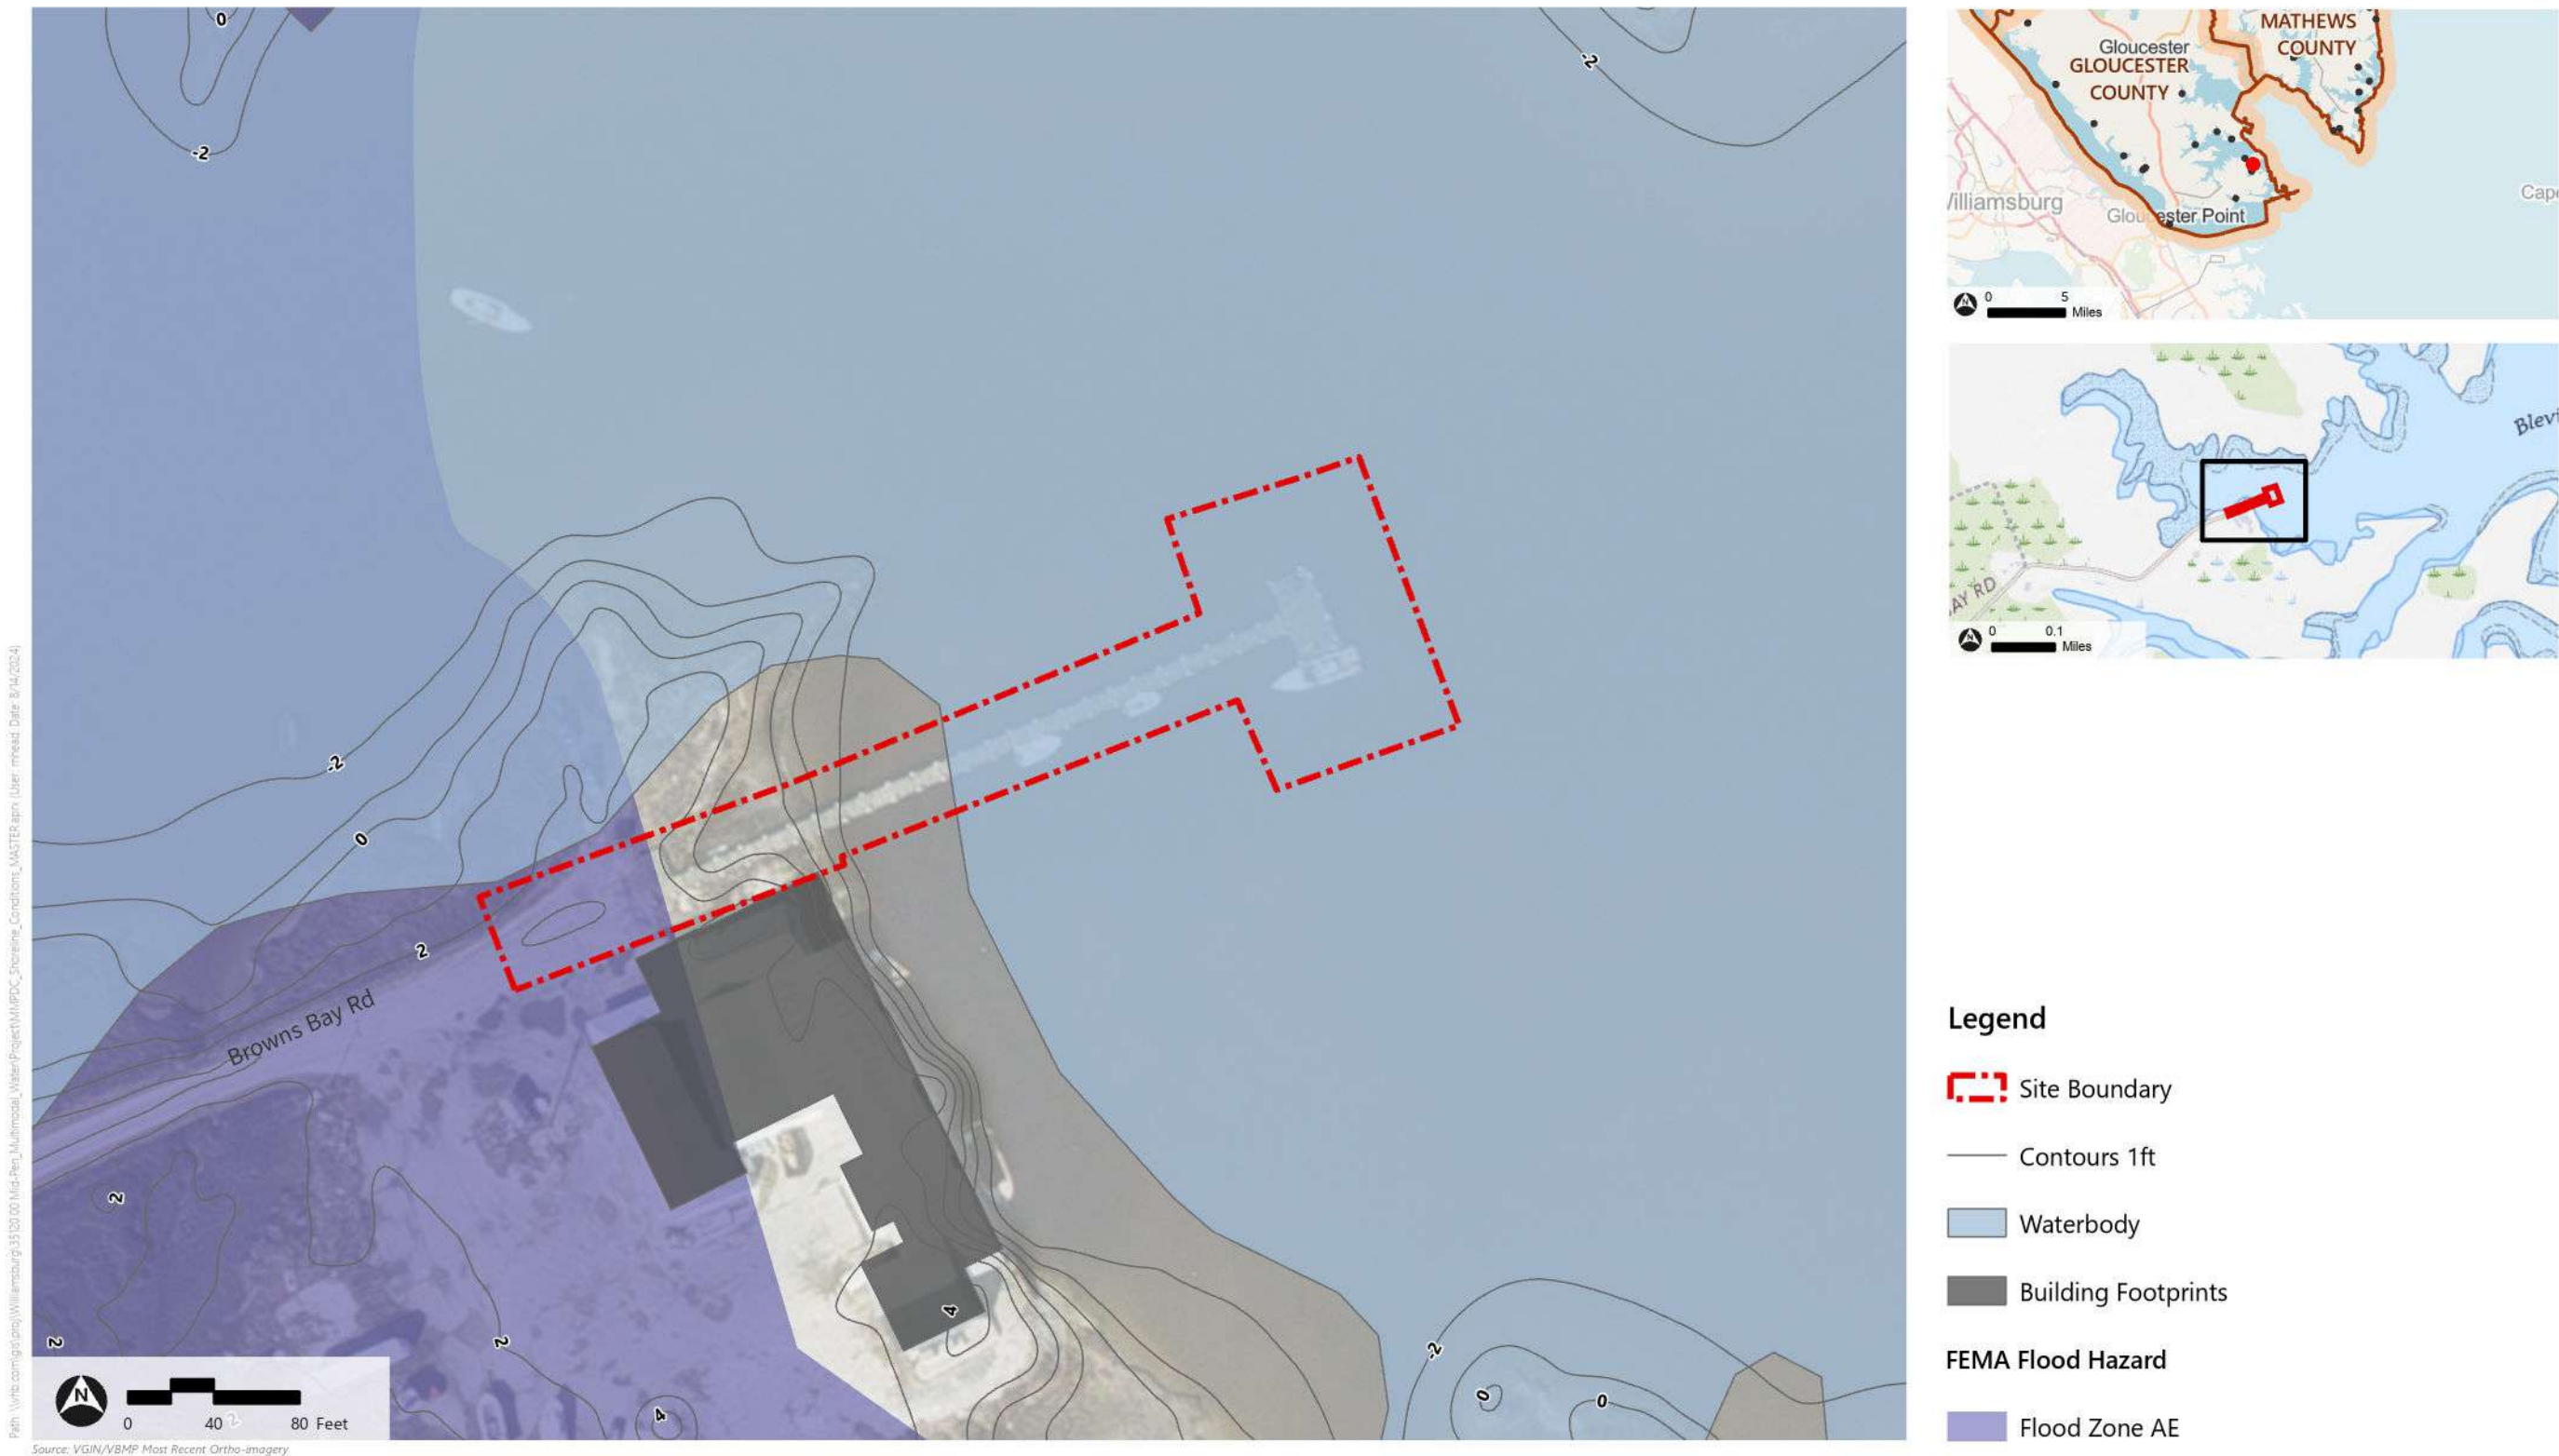 0
-2
-2
-2
0
2
Browns Bay Rd
2
2
2
4
4
-2
0
0
2
N
0 40 80 Feet
Source: VGIN/VBMP Most Recent Ortho-imagery
MATHEWS
COUNTY
Gloucester
GLOUCESTER
COUNTY
Williamsburg
Gloucester Point
Cape
N
0 5
Miles
Blevi
AY RD
N
0 0.1
Miles
Legend
Site Boundary
Contours 1ft
Waterbody
Building Footprints
FEMA Flood Hazard
Flood Zone AE